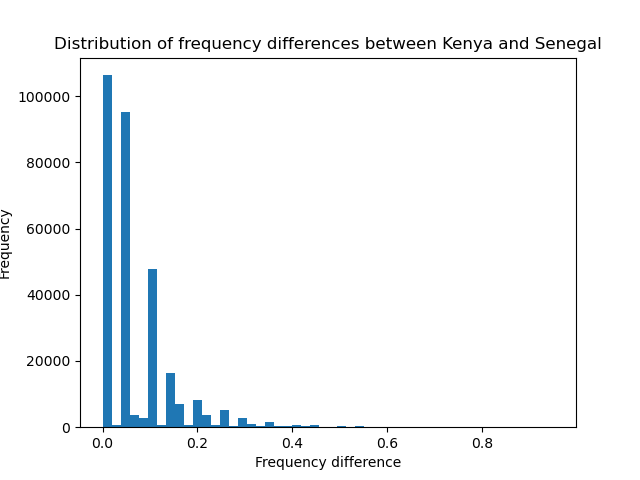 Distribution of frequency differences between Kenya and Senegal
100000
80000
60000
40000
20000
0
Frequency
0.0 0.2 0.4 0.6 0.8
Frequency difference